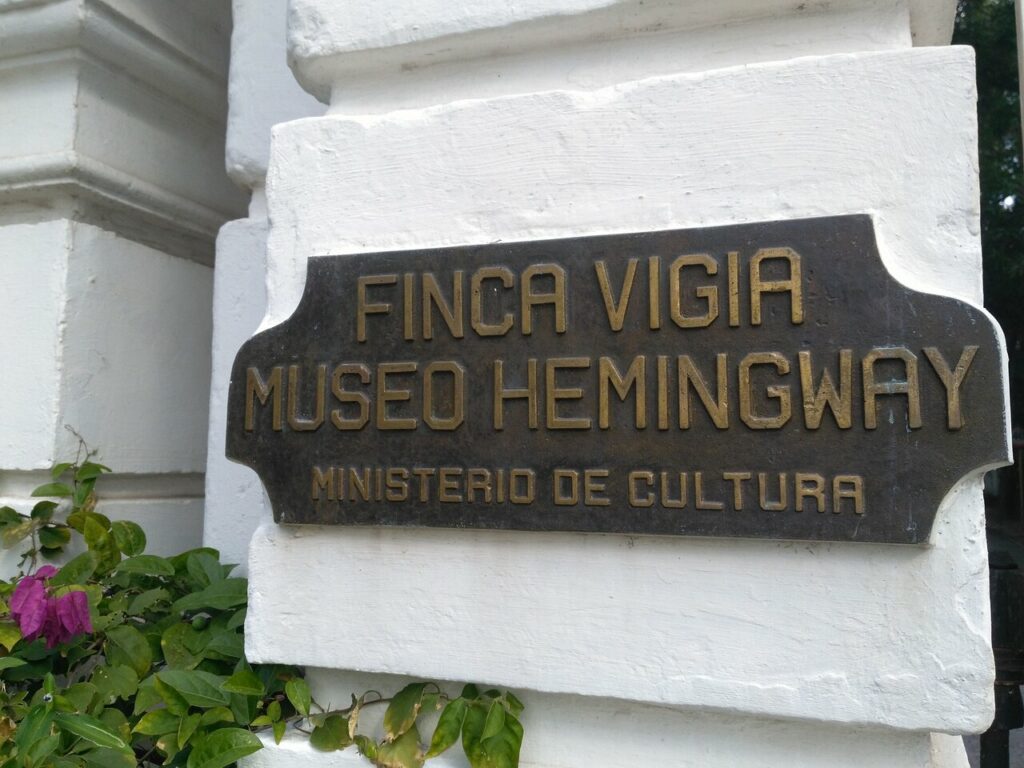 FINCA VIGIA
MUSEO HEMINGWAY
MINISTERIO DE CULTURA